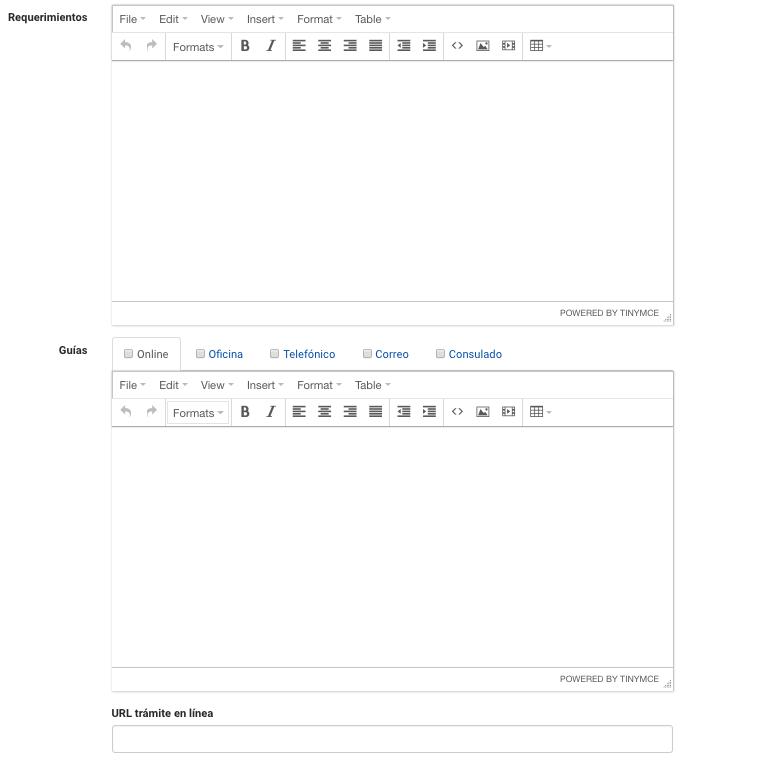 Requerimientos
File Edit View Insert Format Table
Formats B I
POWERED BY TINYMCE
Guías
Online Oficina Telefónico Correo Consulado
File Edit View Insert Format Table
Formats B I
POWERED BY TINYMCE
URL trámite en línea